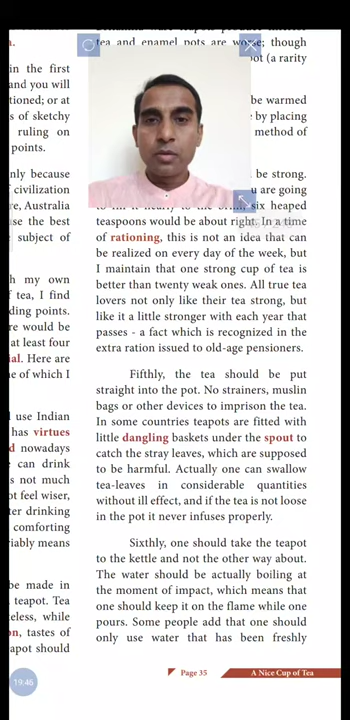 a.
in the first
and you will
tioned; or at
s of sketchy
ruling on
points.
nly because
civilization
re, Australia
use the best
subject of
h my own
f tea, I find
ding points.
re would be
at least four
ial. Here are
e of which I
l use Indian
has virtues
d nowadays
can drink
s not much
ot feel wiser,
ter drinking
comforting
iably means
be made in
teapot. Tea
eless, while
on, tastes of
apot should
tea and enamel pots are worse; though
ot (a rarity
be warmed
by placing
method of
be strong.
u are going
six heaped
teaspoons would be about right. In a time
of rationing, this is not an idea that can
be realized on every day of the week, but
I maintain that one strong cup of tea is
better than twenty weak ones. All true tea
lovers not only like their tea strong, but
like it a little stronger with each year that
passes - a fact which is recognized in the
extra ration issued to old-age pensioners.
Fifthly, the tea should be put
straight into the pot. No strainers, muslin
bags or other devices to imprison the tea.
In some countries teapots are fitted with
little dangling baskets under the spout to
catch the stray leaves, which are supposed
to be harmful. Actually one can swallow
tea-leaves in considerable quantities
without ill effect, and if the tea is not loose
in the pot it never infuses properly.
Sixthly, one should take the teapot
to the kettle and not the other way about.
The water should be actually boiling at
the moment of impact, which means that
one should keep it on the flame while one
pours. Some people add that one should
only use water that has been freshly
Page 35
A Nice Cup of Tea
19:46